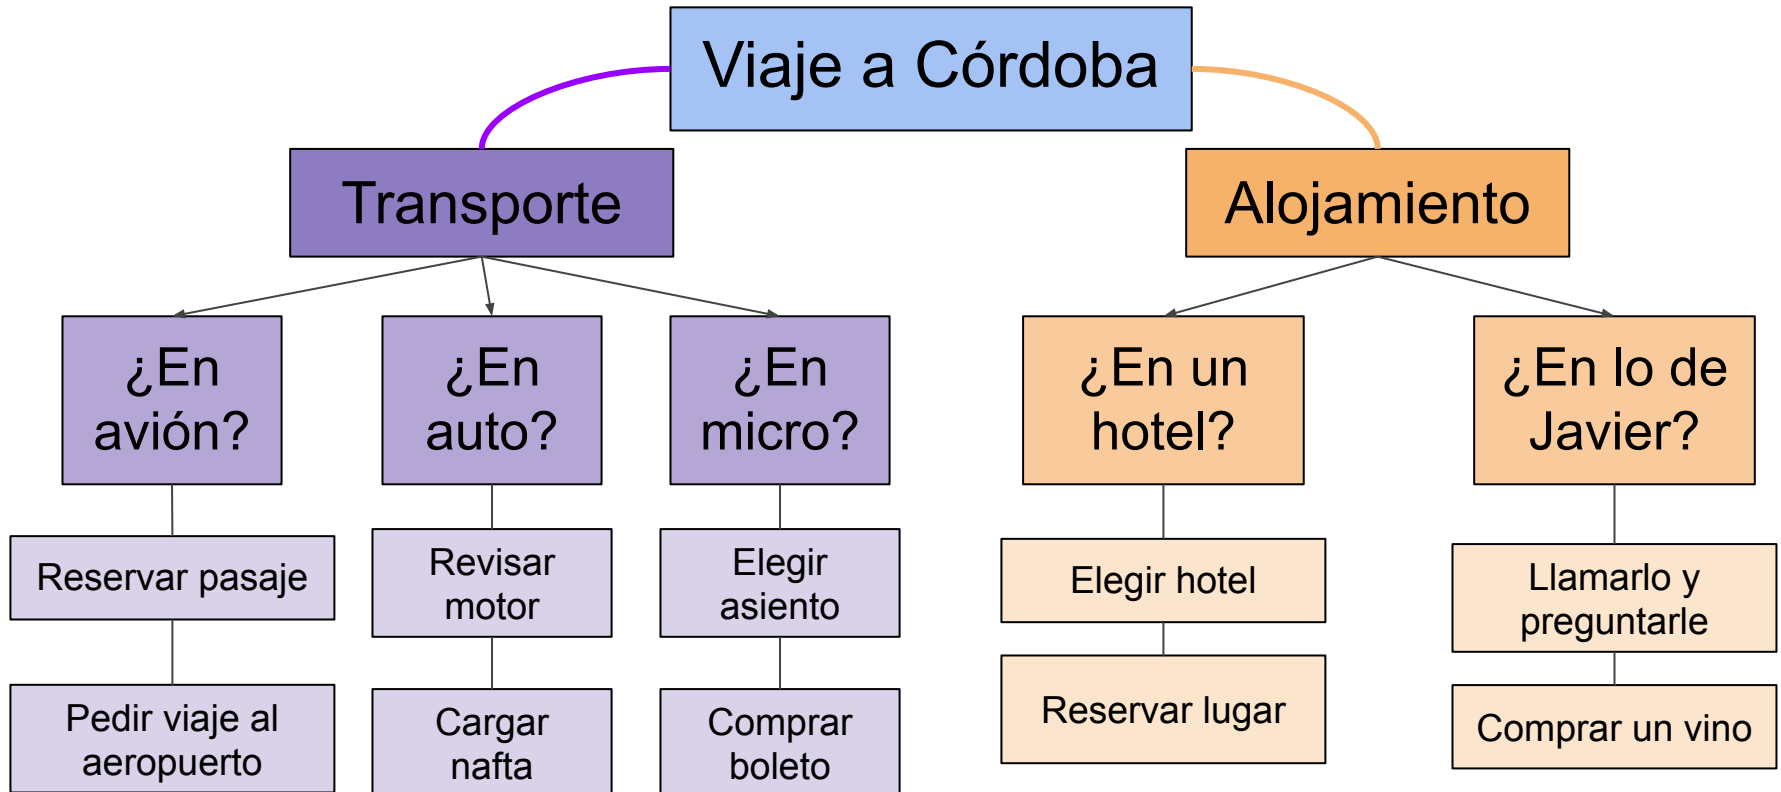 Viaje a Córdoba
Transporte
Alojamiento
¿En
avión?
¿En
auto?
¿En
micro?
¿En un
hotel?
¿En lo de
Javier?
Reservar pasaje
Revisar
motor
Elegir
asiento
Elegir hotel
Llamarlo y
preguntarle
Pedir viaje al
aeropuerto
Cargar
nafta
Comprar
boleto
Reservar lugar
Comprar un vino